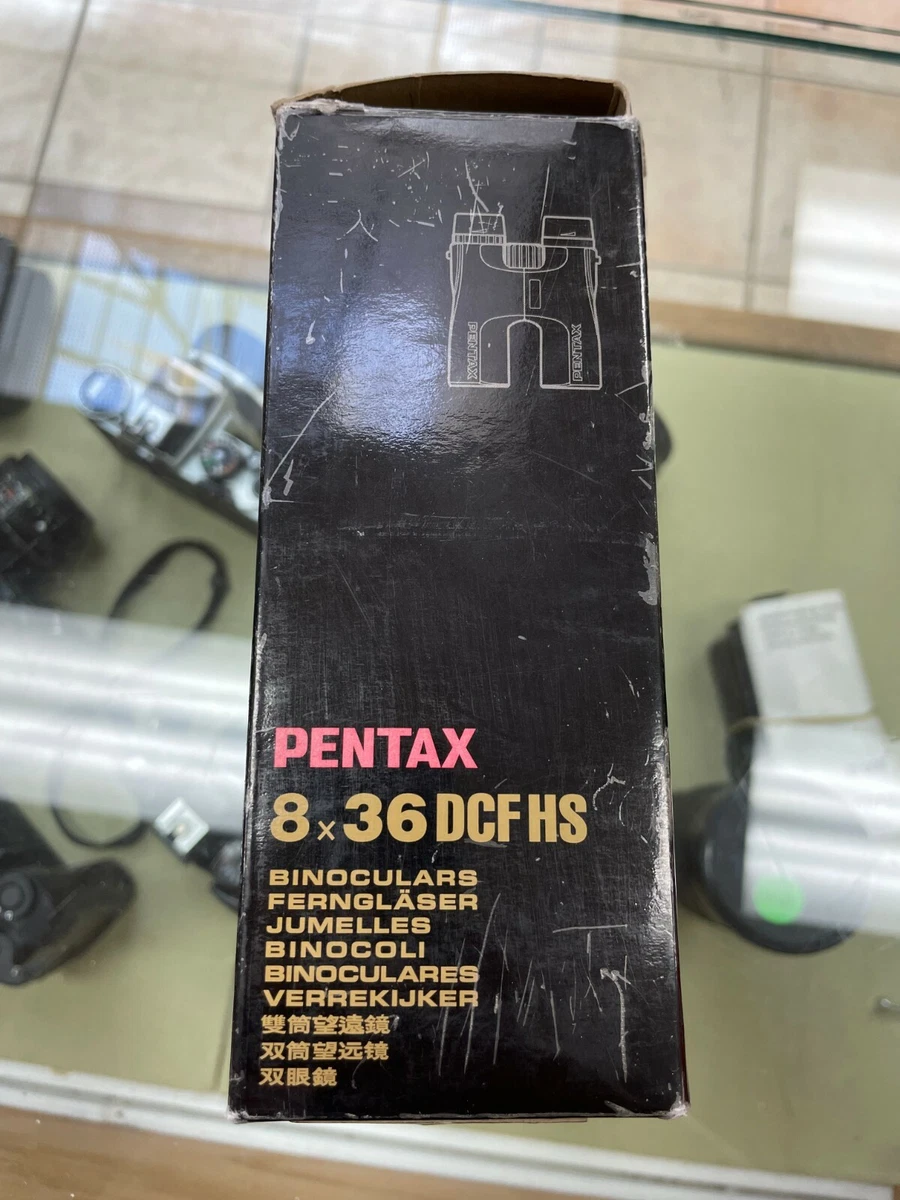 PENTAX
PENTAX
PENTAX
8×36 DCF HS
BINOCULARS
FERNGLÄSER
JUMELLES
BINOCOLI
BINOCULARES
VERREKIJKER
雙筒望遠鏡
双筒望远镜
双眼鏡